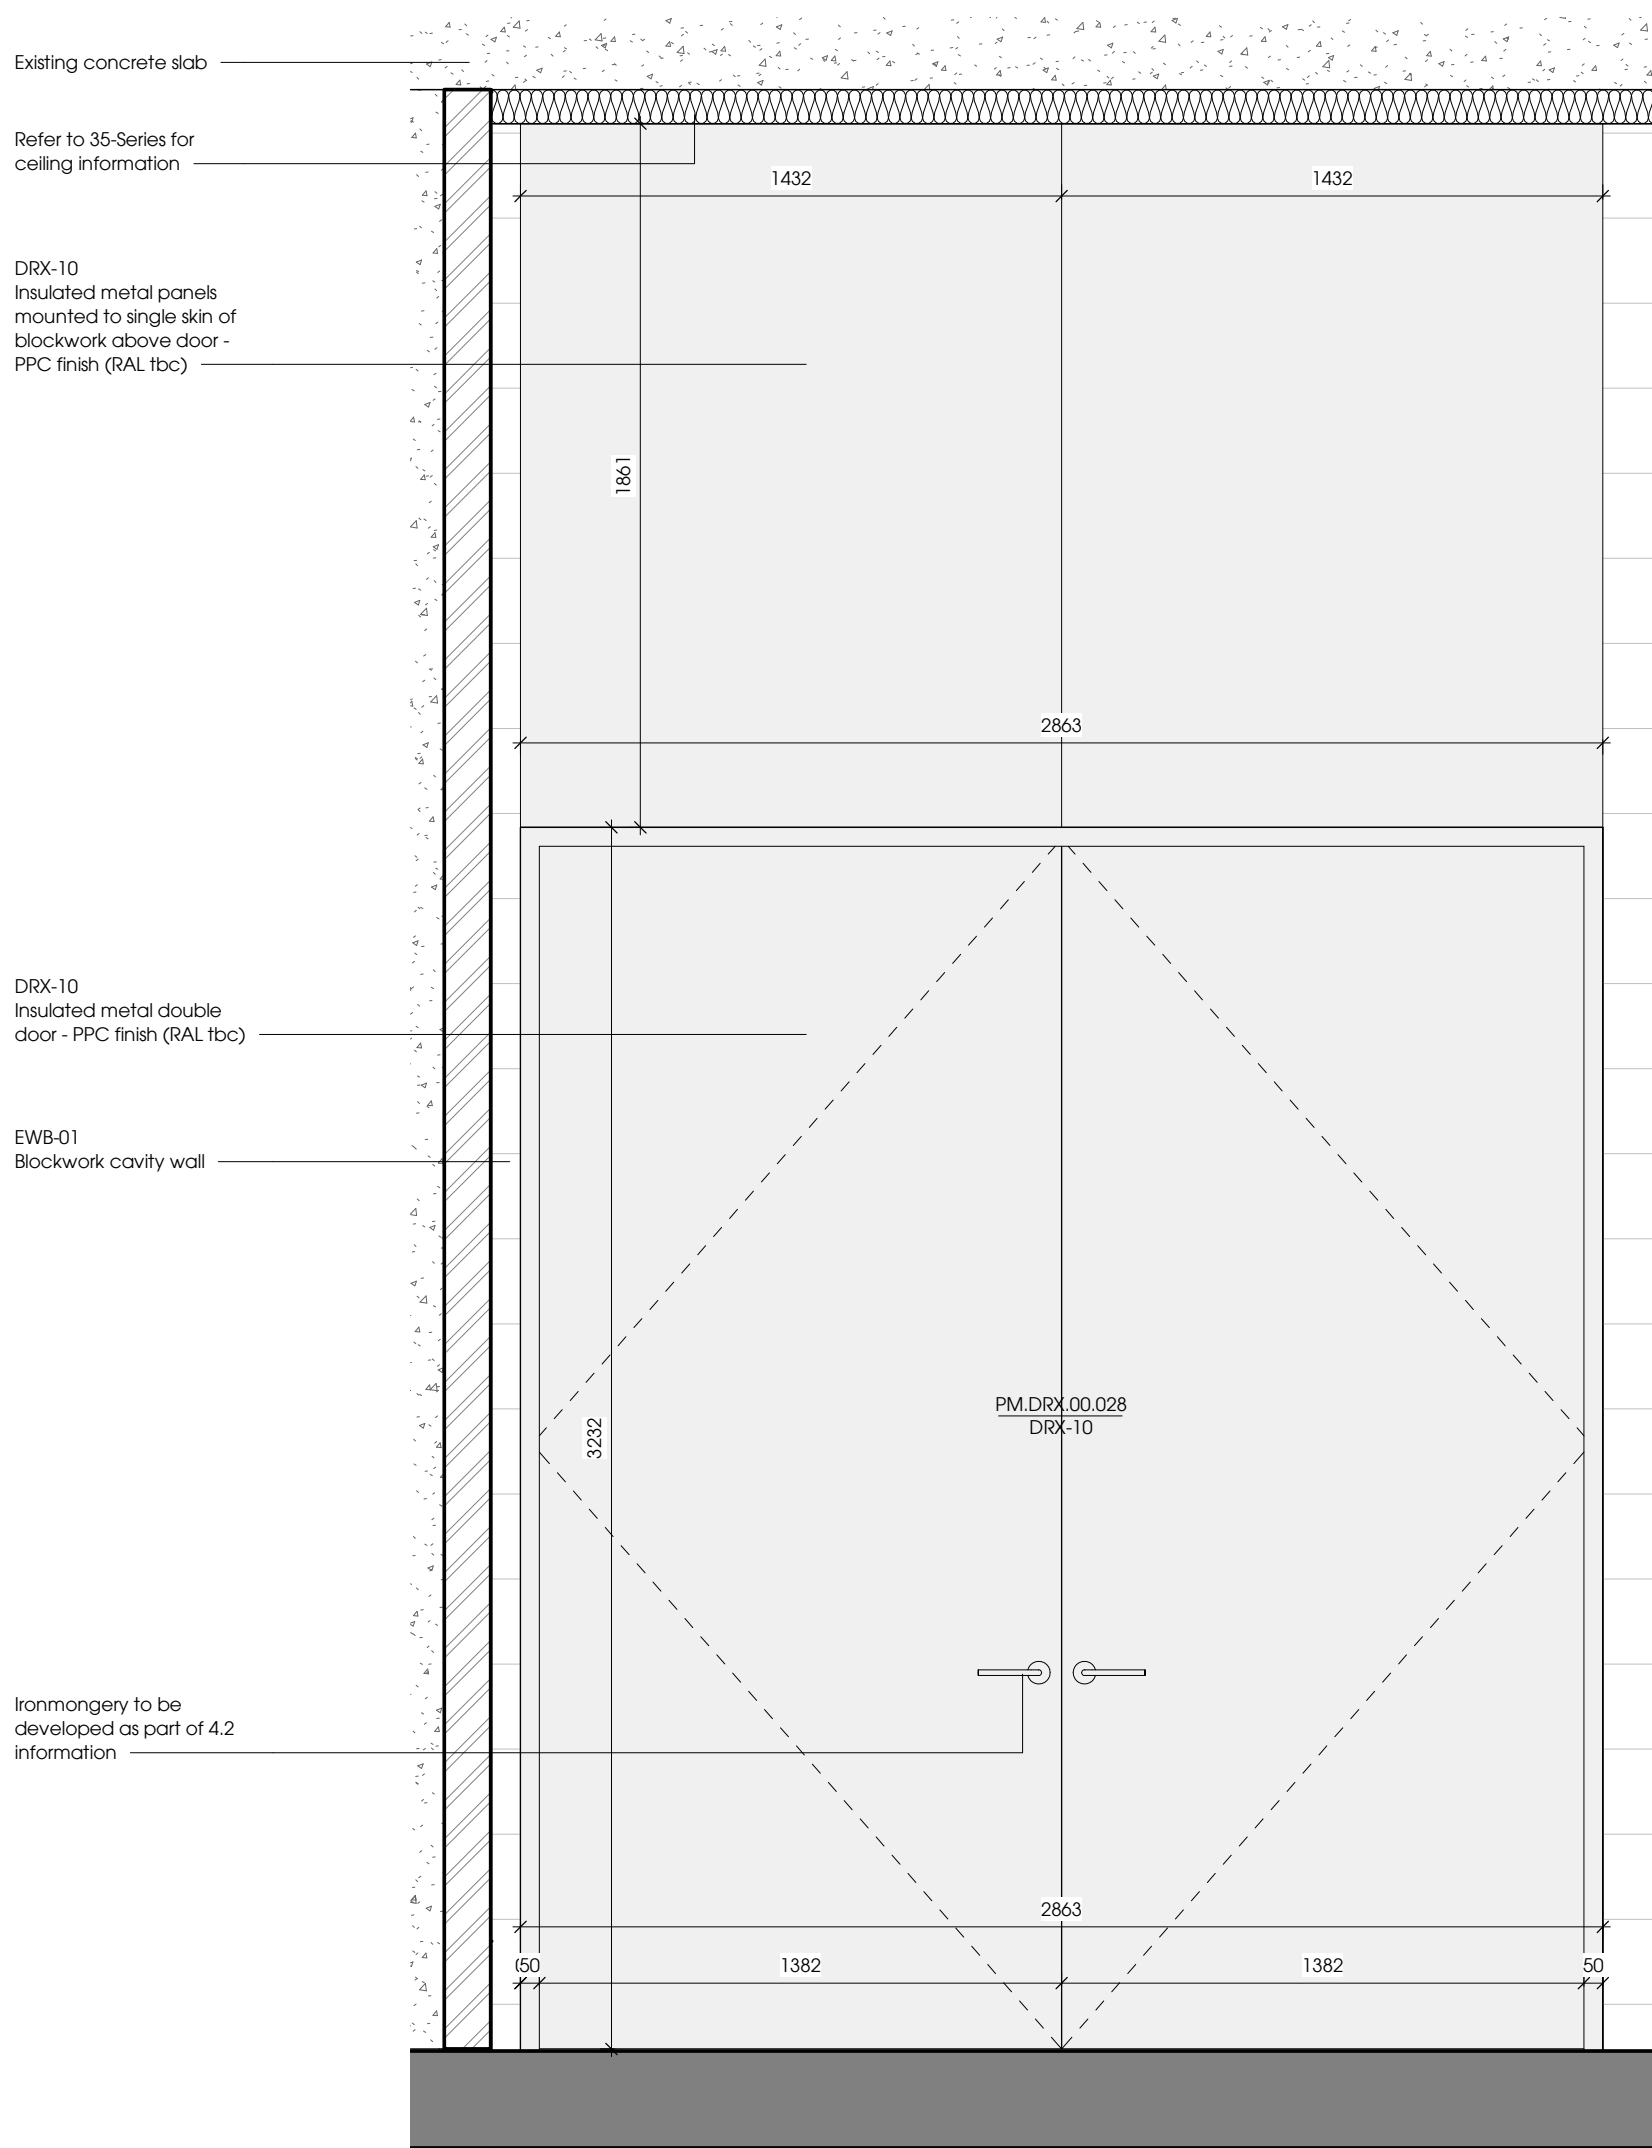 Existing concrete slab
Refer to 35-Series for
ceiling information
1432
1432
DRX-10
Insulated metal panels
mounted to single skin of
blockwork above door -
PPC finish (RAL tbc)
1861
2863
DRX-10
Insulated metal double
door - PPC finish (RAL tbc)
EWB-01
Blockwork cavity wall
PM.DRX.00.028
DRX-10
3232
Ironmongery to be
developed as part of 4.2
information
2863
50
1382
1382
50